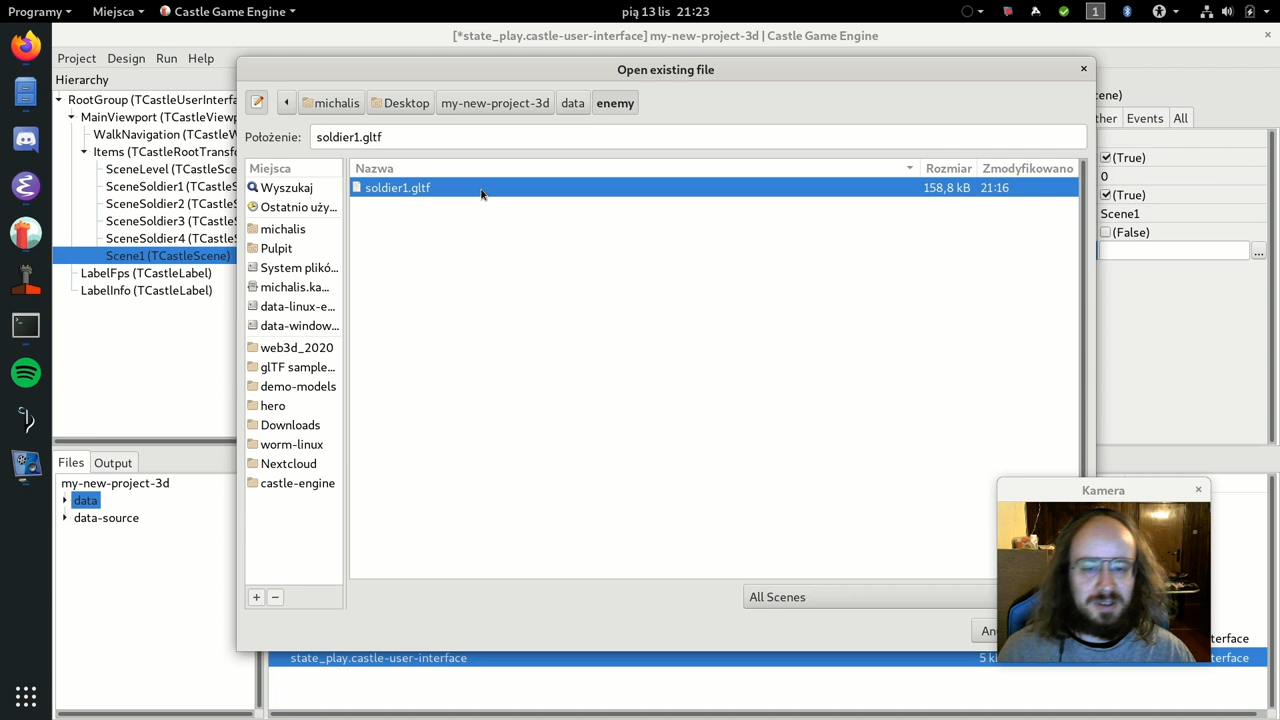 Programy
Miejsca
Castle Game Engine
pią 13 lis 21:23
1
[*state_play.castle-user-interface] my-new-project-3d | Castle Game Engine
Project Design Run Help
Hierarchy
RootGroup (TCastleUserInterfa
MainViewport (TCastleViewp
WalkNavigation (TCastleW
Items (TCastleRootTransfo
SceneLevel (TCastleSce
SceneSoldier1 (TCastleS
SceneSoldier2 (TCastleS
SceneSoldier3 (TCastleS
SceneSoldier4 (TCastleS
Scene1 (TCastleScene)
LabelFps (TCastleLabel)
LabelInfo (TCastleLabel)
Open existing file
michalis
Desktop
my-new-project-3d
data
enemy
Położenie:
soldier1.gltf
Miejsca
Wyszukaj
Ostatnio uży...
michalis
Pulpit
System plikó...
michalis.ka...
data-linux-e...
data-window...
web3d_2020
glTF sample...
demo-models
hero
Downloads
worm-linux
Nextcloud
castle-engine
Nazwa Rozmiar Zmodyfikowano
soldier1.gltf 158,8 kB 21:16
All Scenes
An
cene)
ther Events All
(True)
0
(True)
Scene1
(False)
...
Files Output
my-new-project-3d
data
data-source
Kamera
terface
state_play.castle-user-interface 5 k terface